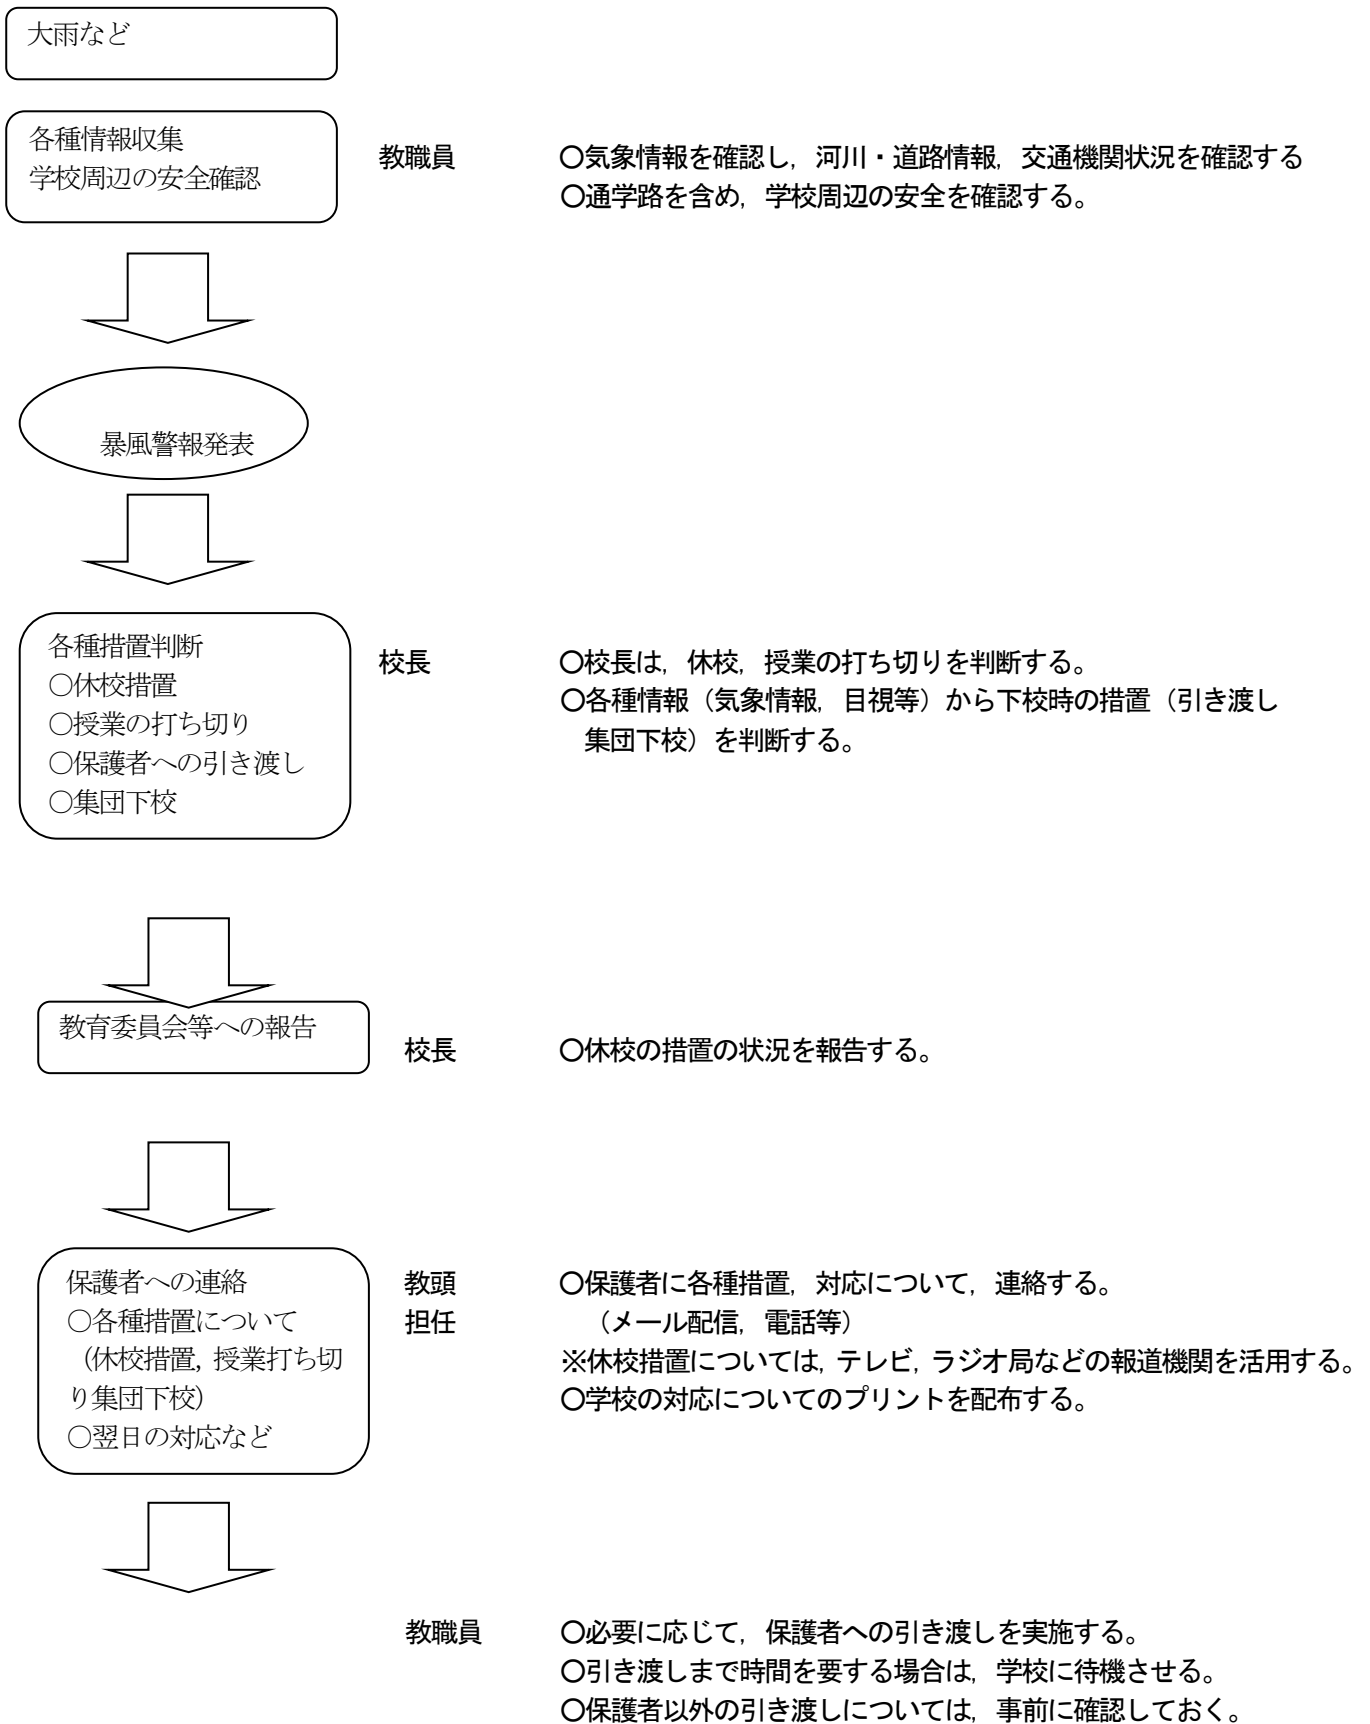 大雨など
各種情報収集
学校周辺の安全確認
教職員
〇気象情報を確認し，河川・道路情報，交通機関状況を確認する
〇通学路を含め，学校周辺の安全を確認する。
暴風警報発表
各種措置判断
○休校措置
○授業の打ち切り
○保護者への引き渡し
○集団下校
校長
〇校長は，休校，授業の打ち切りを判断する。
〇各種情報（気象情報，目視等）から下校時の措置（引き渡し
集団下校）を判断する。
教育委員会等への報告
校長
〇休校の措置の状況を報告する。
保護者への連絡
○各種措置について
（休校措置，授業打ち切
り集団下校）
○翌日の対応など
教頭
担任
〇保護者に各種措置，対応について，連絡する。
（メール配信，電話等）
※休校措置については，テレビ，ラジオ局などの報道機関を活用する。
〇学校の対応についてのプリントを配布する。
教職員
〇必要に応じて，保護者への引き渡しを実施する。
〇引き渡しまで時間を要する場合は，学校に待機させる。
〇保護者以外の引き渡しについては，事前に確認しておく。